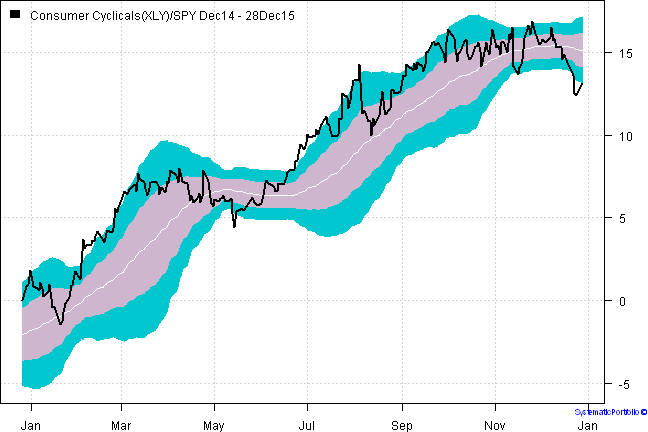 Consumer Cyclicals(XLY)/SPY Dec14 - 28Dec15
15
10
5
0
-5
SystematicPortfolio ©
Jan Mar May Jul Sep Nov Jan